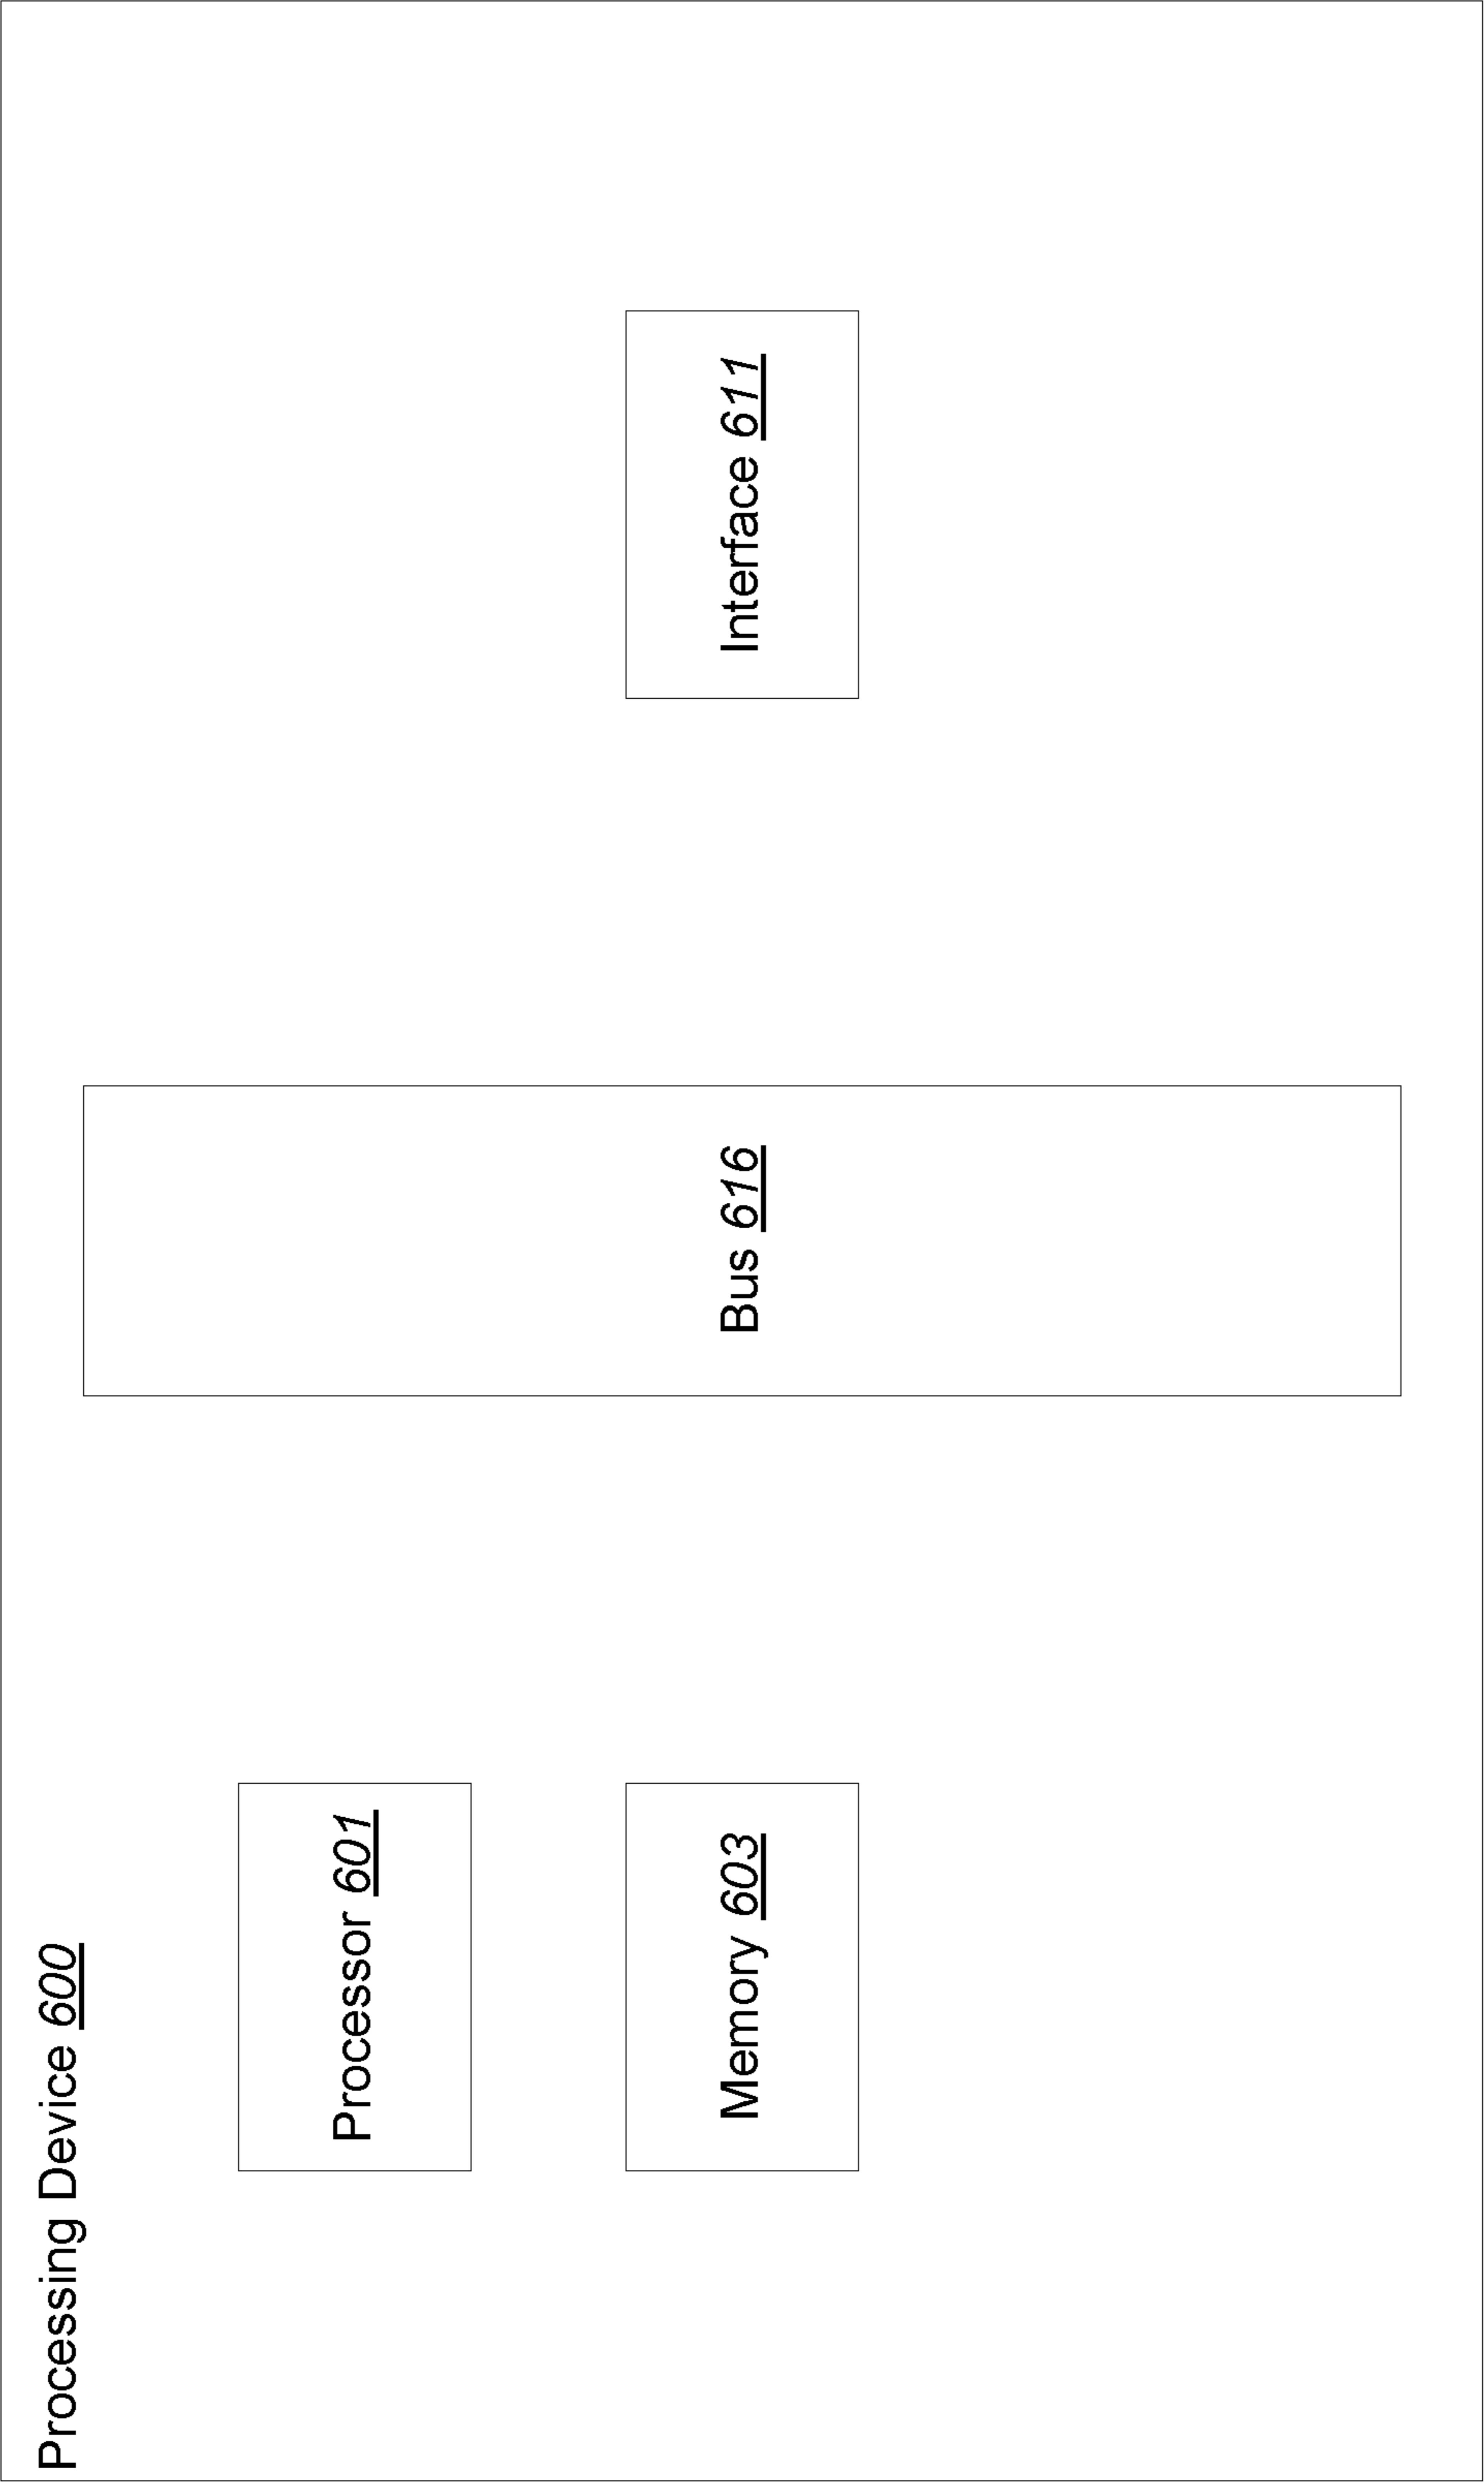 Processing Device 600
Processor 601
Memory 603
Bus 616
Interface 611